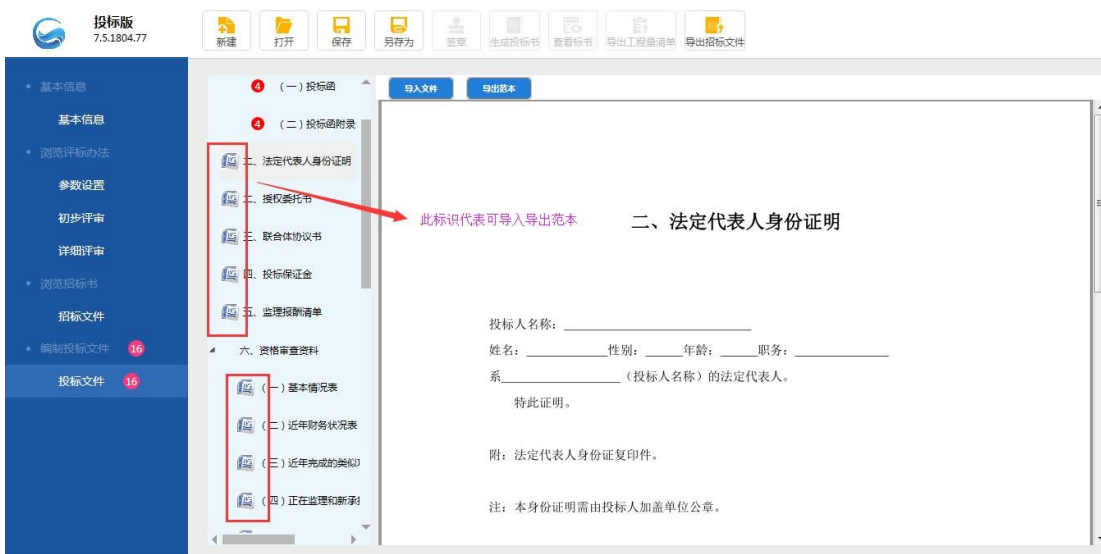 投标版
7.5.1804.77
新建
打开
保存
另存为
签章
生成投标书
查看标书
导出工程量清单
导出招标文件
基本信息
基本信息
浏览评标办法
参数设置
初步评审
详细评审
浏览招标书
招标文件
编制投标文件 16
投标文件 16
4 （一）投标函
4 （二）投标函附录
二、法定代表人身份证明
二、授权委托书
三、联合体协议书
四、投标保证金
五、监理报酬清单
六、资格审查资料
（一）基本情况表
（二）近年财务状况表
（三）近年完成的类似
（四）正在监理和新承
导入文件
导出范本
此标识代表可导入导出范本
二、法定代表人身份证明
投标人名称：
姓名： 性别： 年龄： 职务：
系 （投标人名称）的法定代表人。
特此证明。
附：法定代表人身份证复印件。
注：本身份证明需由投标人加盖单位公章。